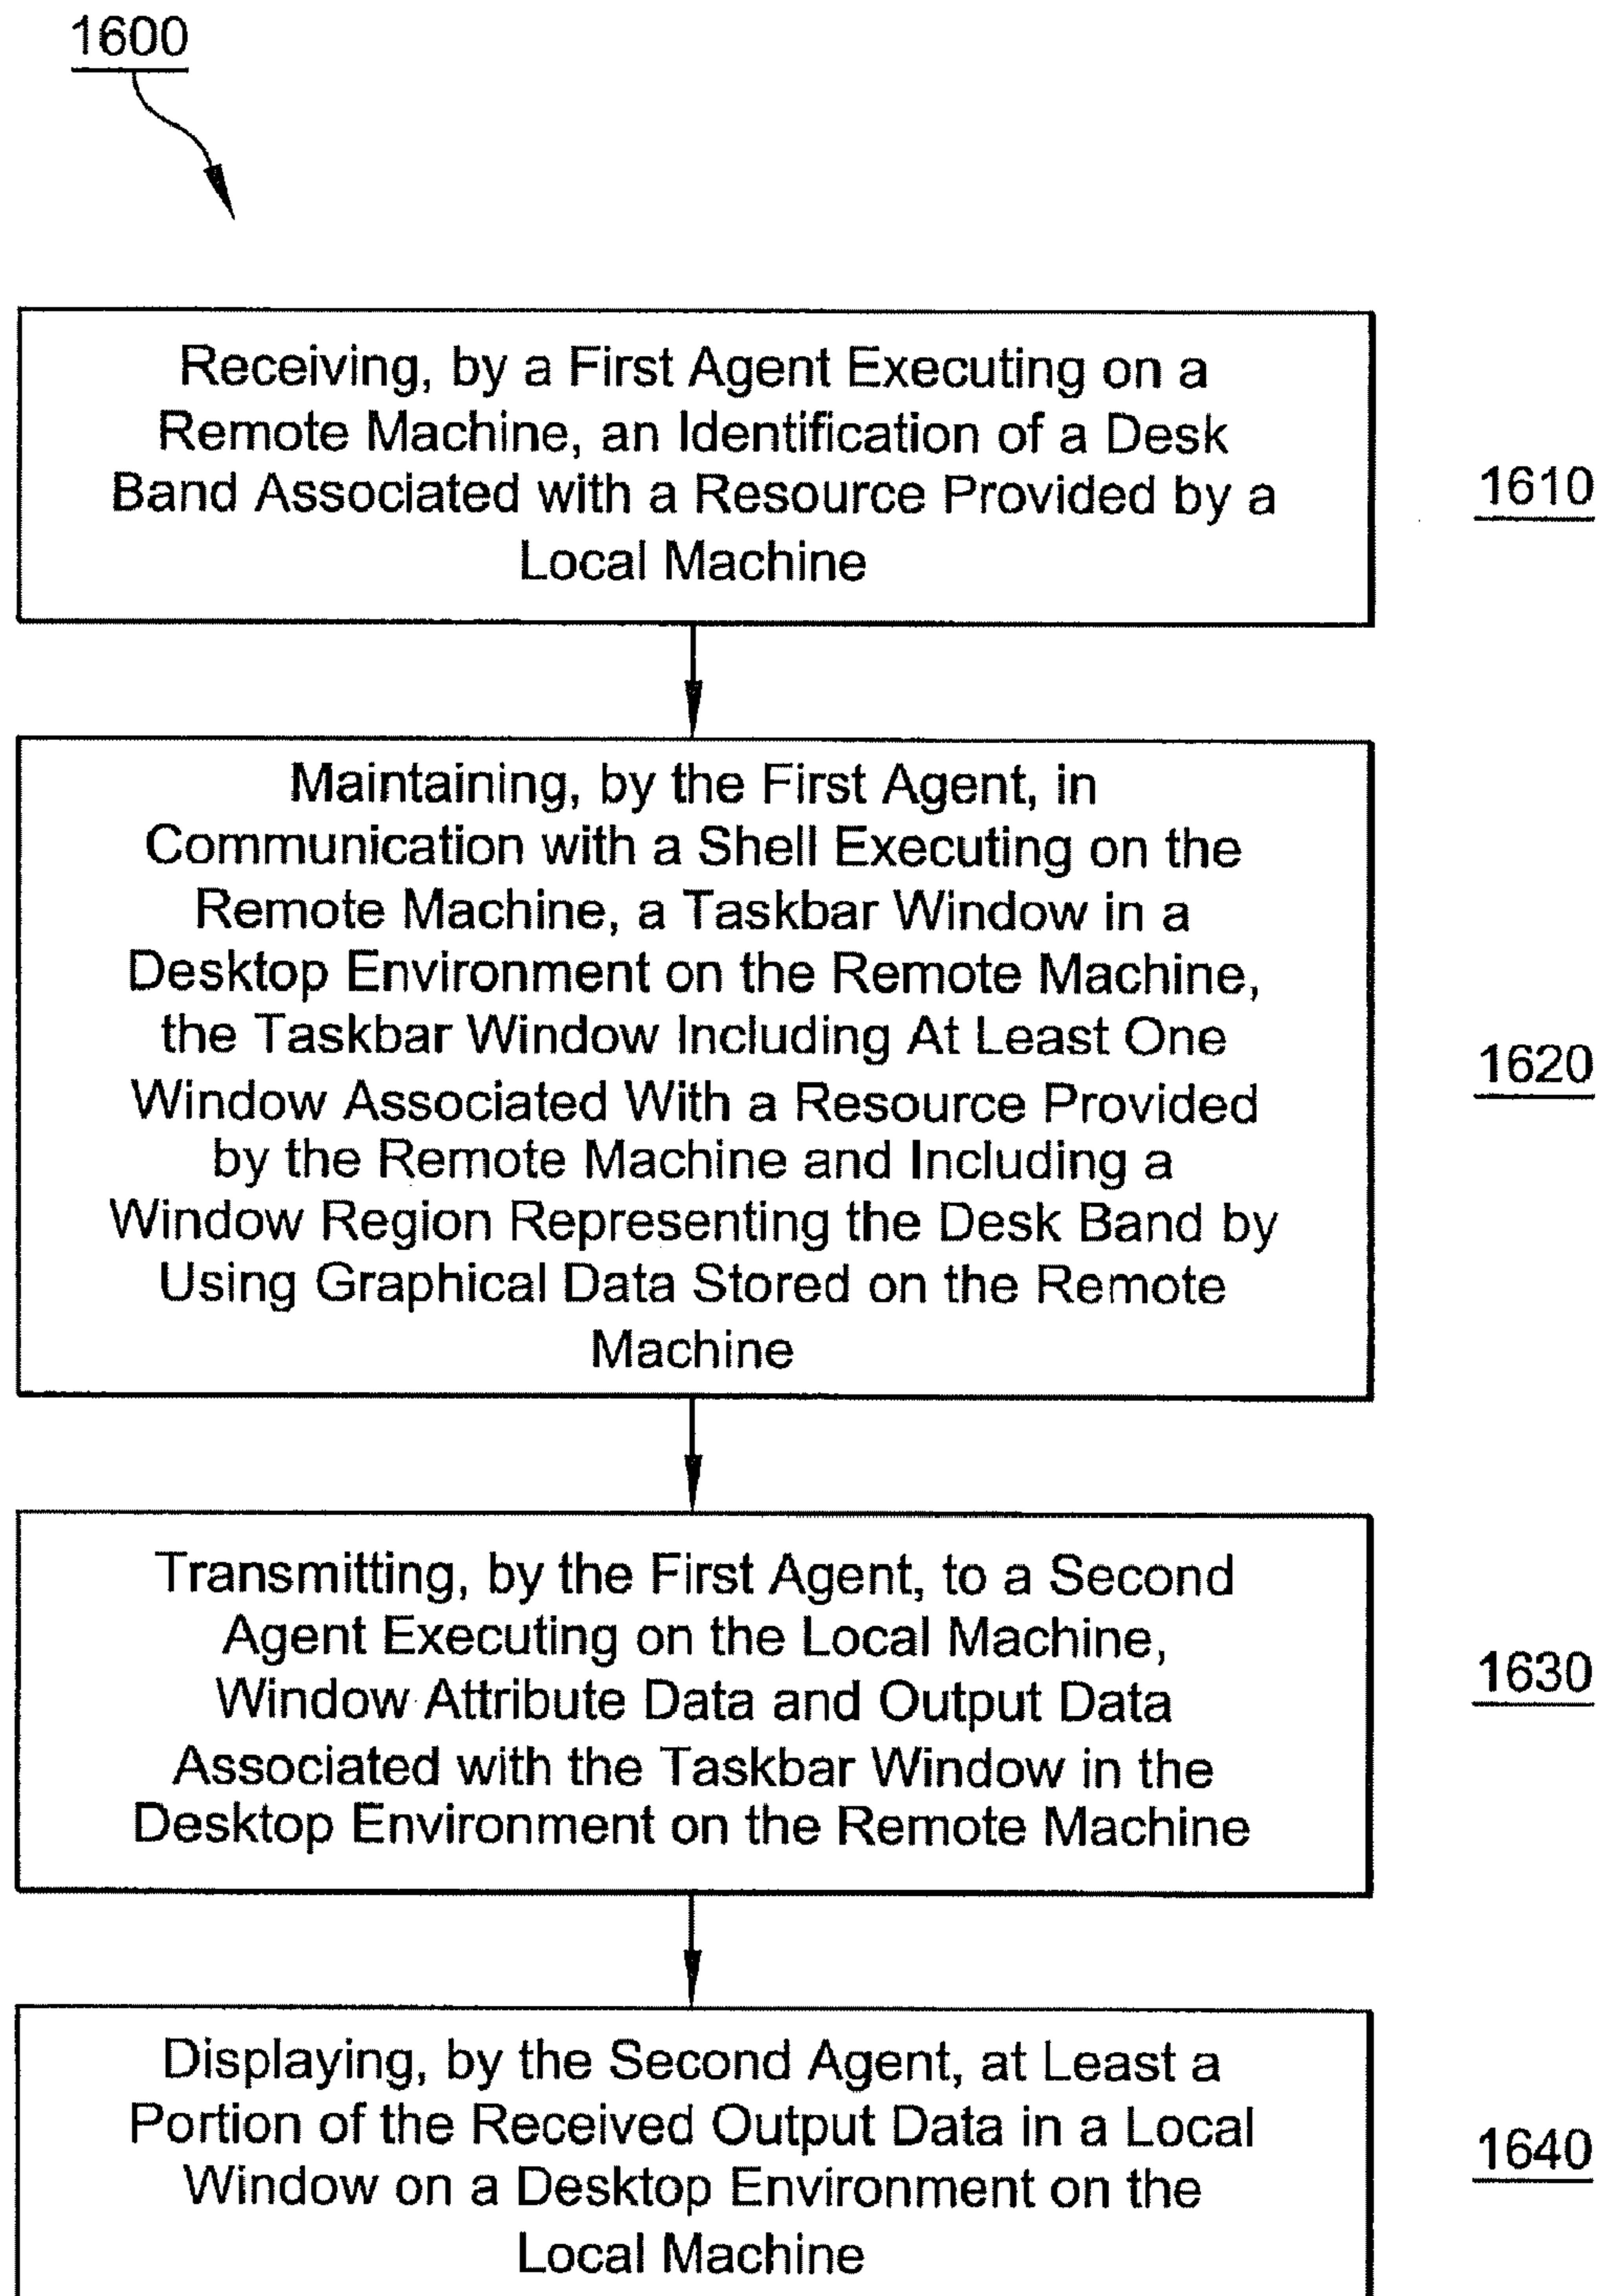 1600
Receiving, by a First Agent Executing on a
Remote Machine, an Identification of a Desk
Band Associated with a Resource Provided by a
Local Machine
1610
Maintaining, by the First Agent, in
Communication with a Shell Executing on the
Remote Machine, a Taskbar Window in a
Desktop Environment on the Remote Machine,
the Taskbar Window Including At Least One
Window Associated With a Resource Provided
by the Remote Machine and Including a
Window Region Representing the Desk Band by
Using Graphical Data Stored on the Remote
Machine
1620
Transmitting, by the First Agent, to a Second
Agent Executing on the Local Machine,
Window Attribute Data and Output Data
Associated with the Taskbar Window in the
Desktop Environment on the Remote Machine
1630
Displaying, by the Second Agent, at Least a
Portion of the Received Output Data in a Local
Window on a Desktop Environment on the
Local Machine
1640